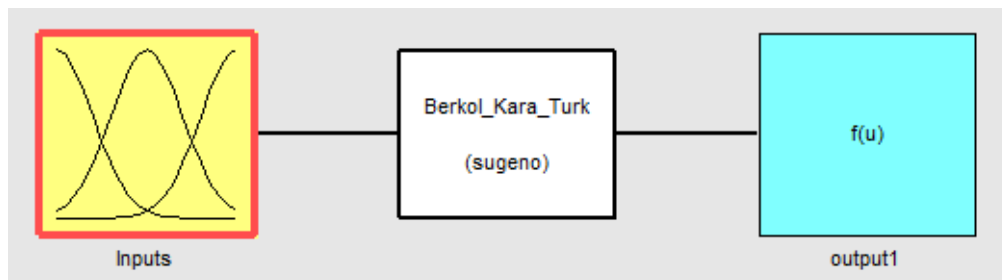 Berkol_Kara_Turk
(sugeno)
f(u)
Inputs
output1